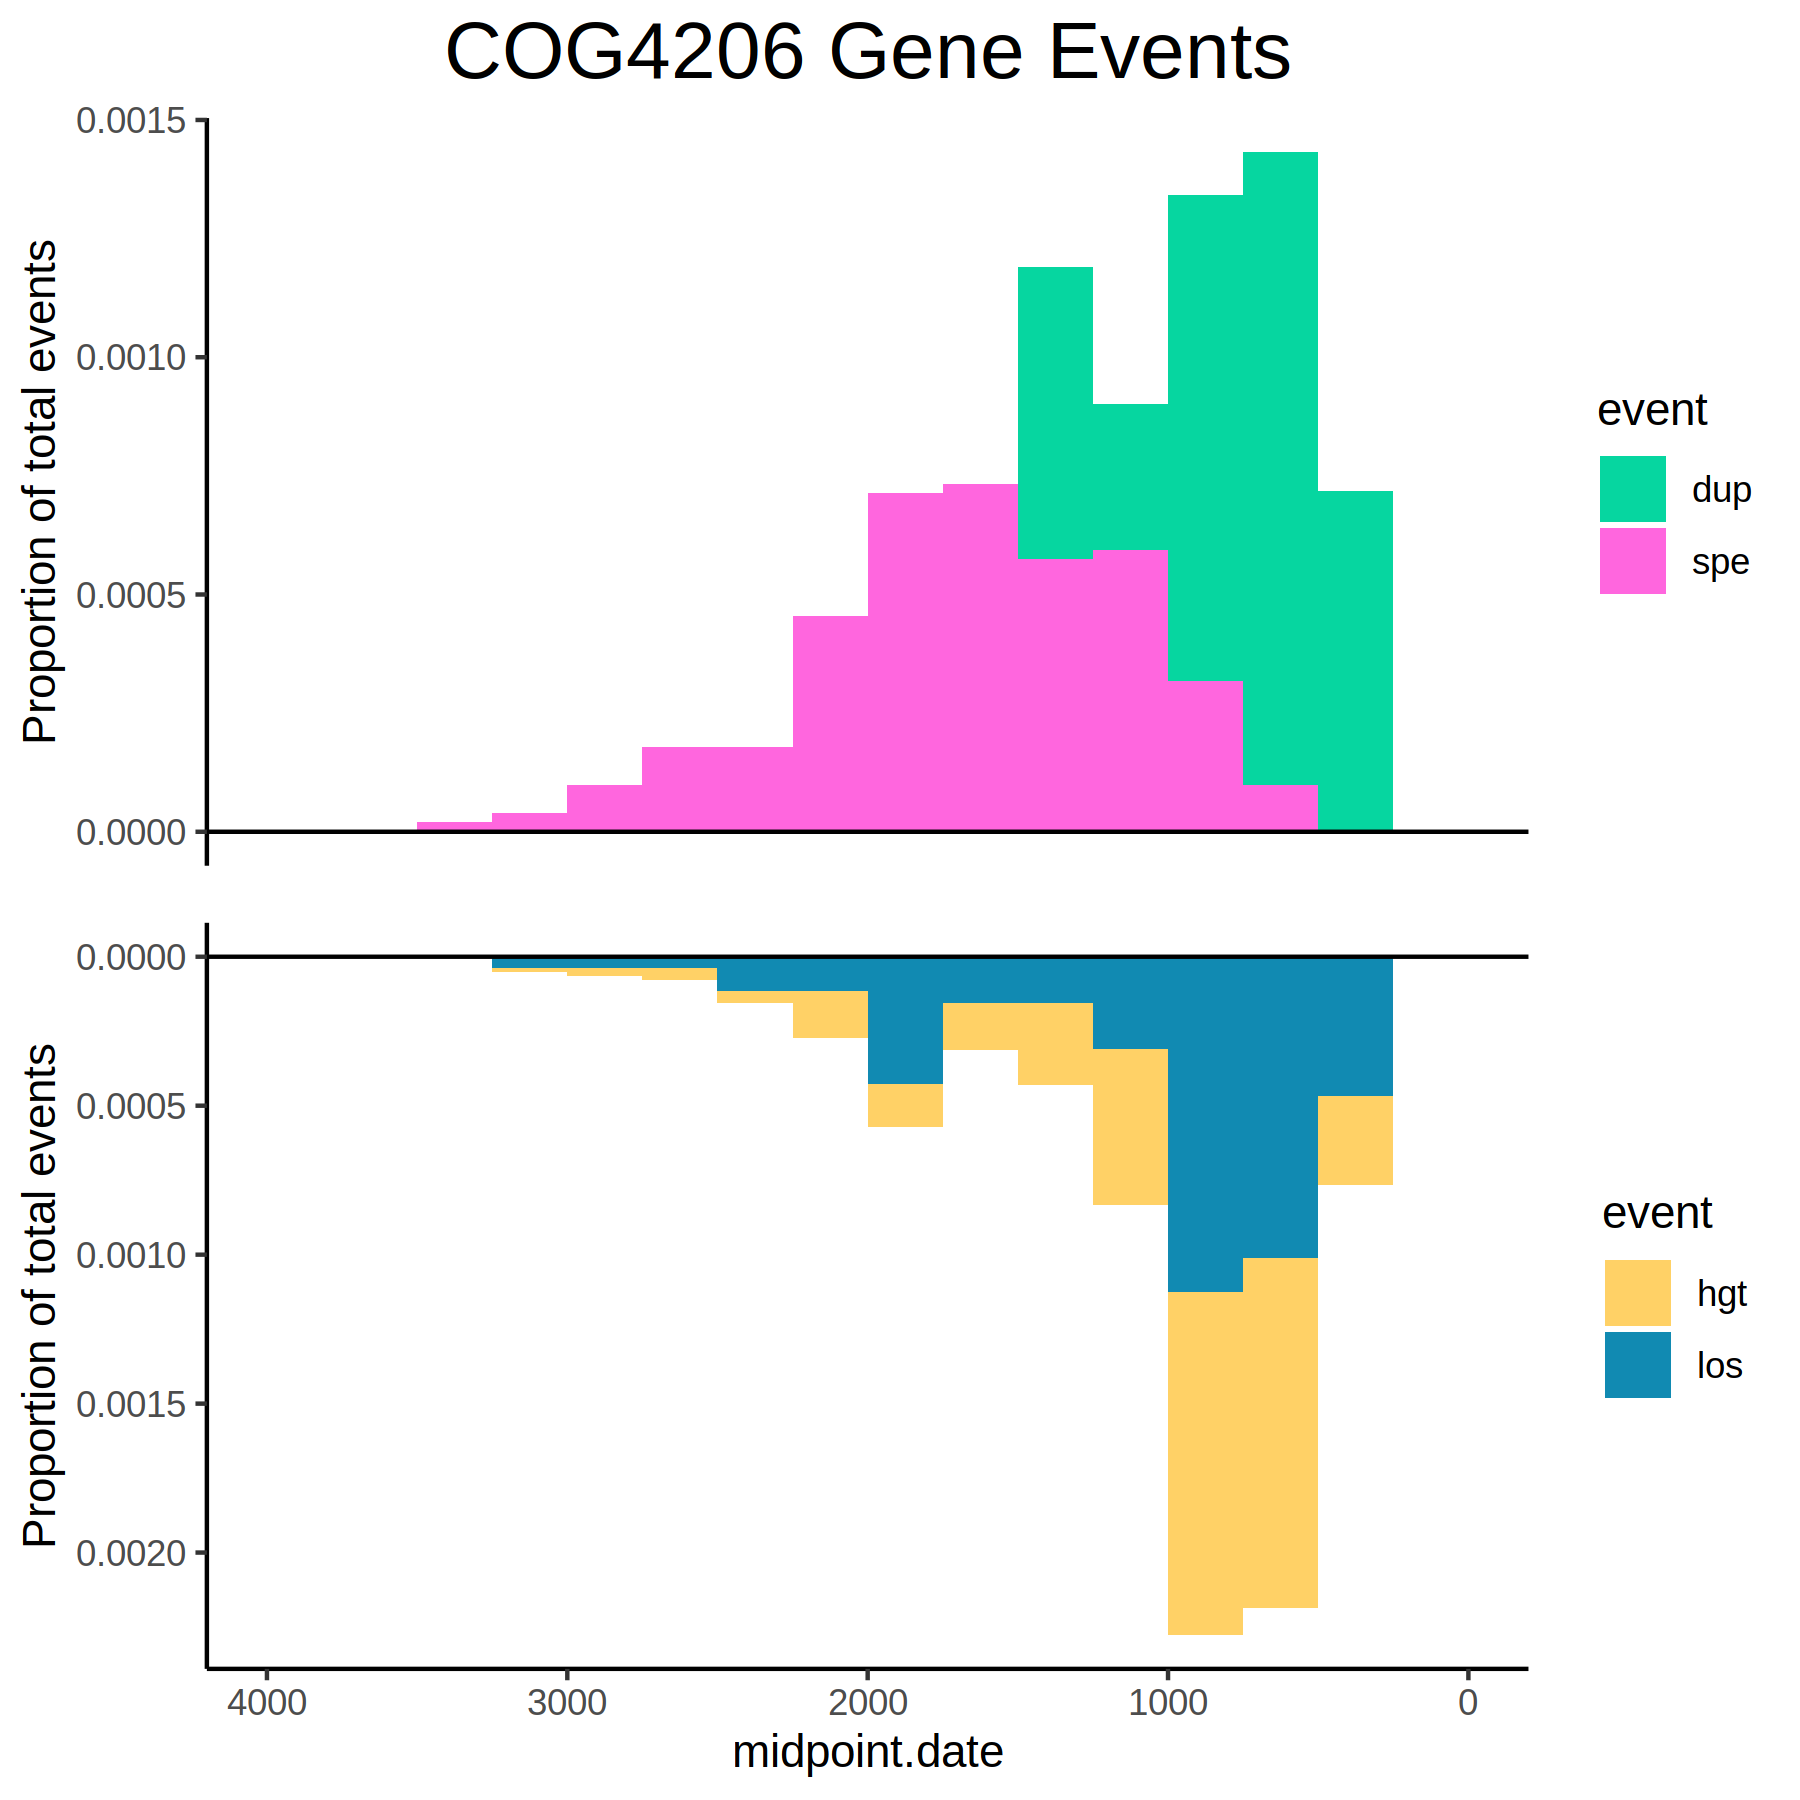 COG4206 Gene Events
0.0015
0.0010
0.0005
0.0000
Proportion of total events
event
dup
spe
0.0000
0.0005
0.0010
0.0015
0.0020
Proportion of total events
event
hgt
los
4000 3000 2000 1000 0
midpoint.date